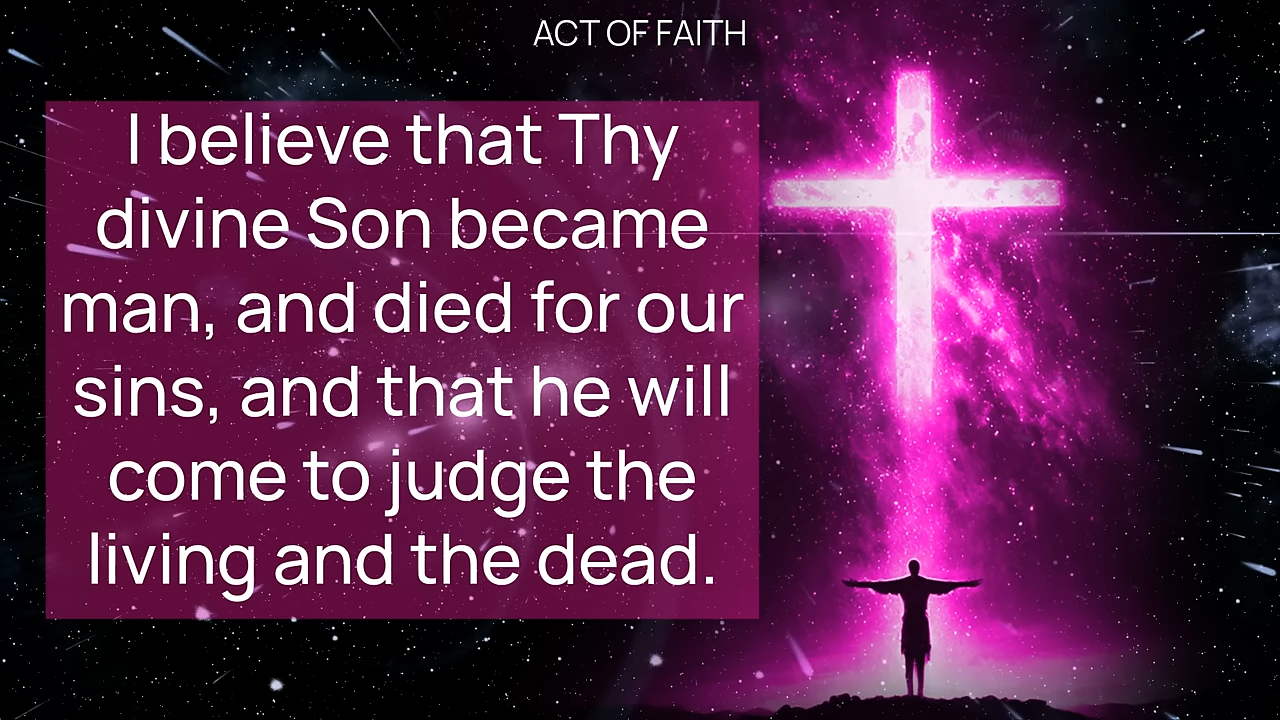 ACT OF FAITH
I believe that Thy
divine Son became
man, and died for our
sins, and that he will
come to judge the
living and the dead.